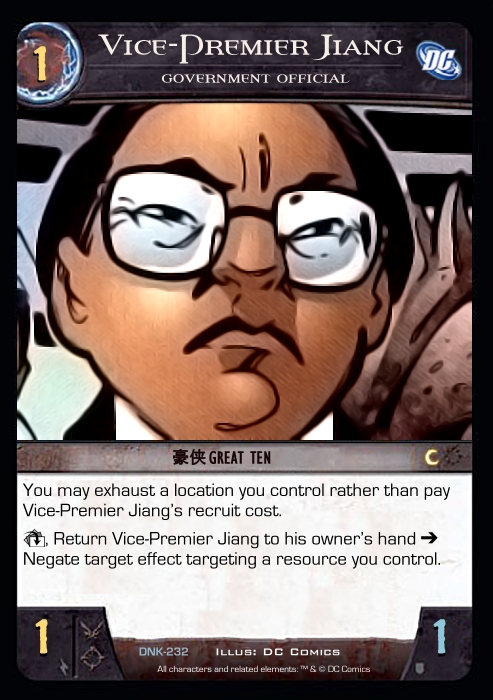 1
VICE-PREMIER JIANG
GOVERNMENT OFFICIAL
DC
豪侠 GREAT TEN
C
You may exhaust a location you control rather than pay
Vice-Premier Jiang's recruit cost.
, Return Vice-Premier Jiang to his owner's hand ➔
Negate target effect targeting a resource you control.
1
DNK-232 ILLUS: DC COMICS
1
All characters and related elements: ™ & © DC Comics